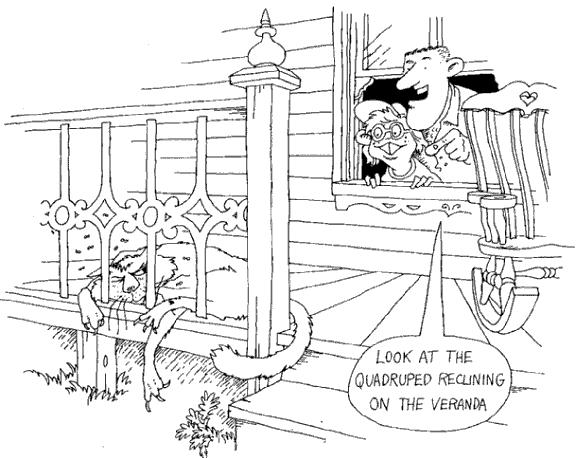 LOOK AT THE
QUADRUPED RECLINING
ON THE VERANDA